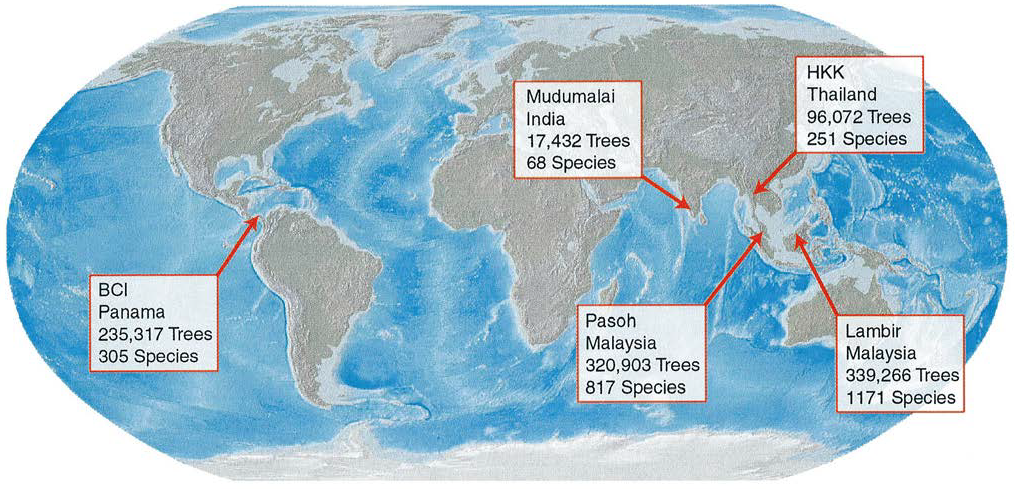 HKK
Thailand
96,072 Trees
251 Species
Mudumalai
India
17,432 Trees
68 Species
BCI
Panama
235,317 Trees
305 Species
Pasoh
Malaysia
320,903 Trees
817 Species
Lambir
Malaysia
339,266 Trees
1171 Species